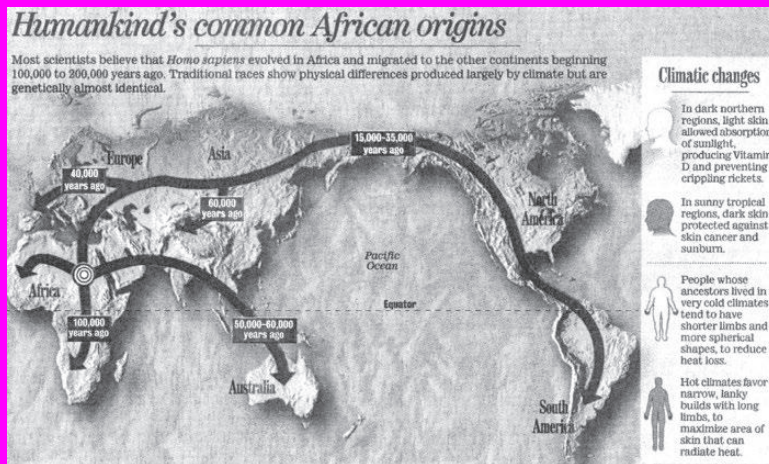 Humankind's common African origins
Most scientists believe that Homo sapiens evolved in Africa and migrated to the other continents beginning
100,000 to 200,000 years ago. Traditional races show physical differences produced largely by climate but are
genetically almost identical.
Climatic changes
In dark northern
regions, light skin
allowed absorption
of sunlight,
producing Vitamin
D and preventing
crippling rickets.
In sunny tropical
regions, dark skin
protected against
skin cancer and
sunburn.
People whose
ancestors lived in
very cold climates
tend to have
shorter limbs and
more spherical
shapes, to reduce
heat loss.
Hot climates favor
narrow, lanky
builds with long
limbs, to
maximize area of
skin that can
radiate heat.
15,000-35,000
years ago
Europe
Asia
40,000
years ago
60,000
years ago
North
America
Pacific
Ocean
Africa
Equator
100,000
years ago
50,000-60,000
years ago
Australia
South
America